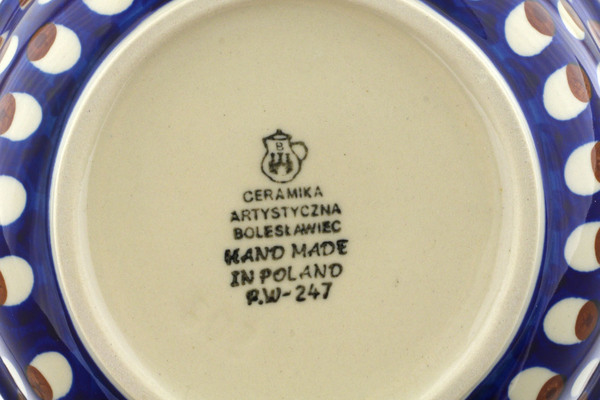 B
CERAMIKA
ARTYSTYCZNA
BOLESŁAWIEC
HAND MADE
IN POLAND
P.W-247